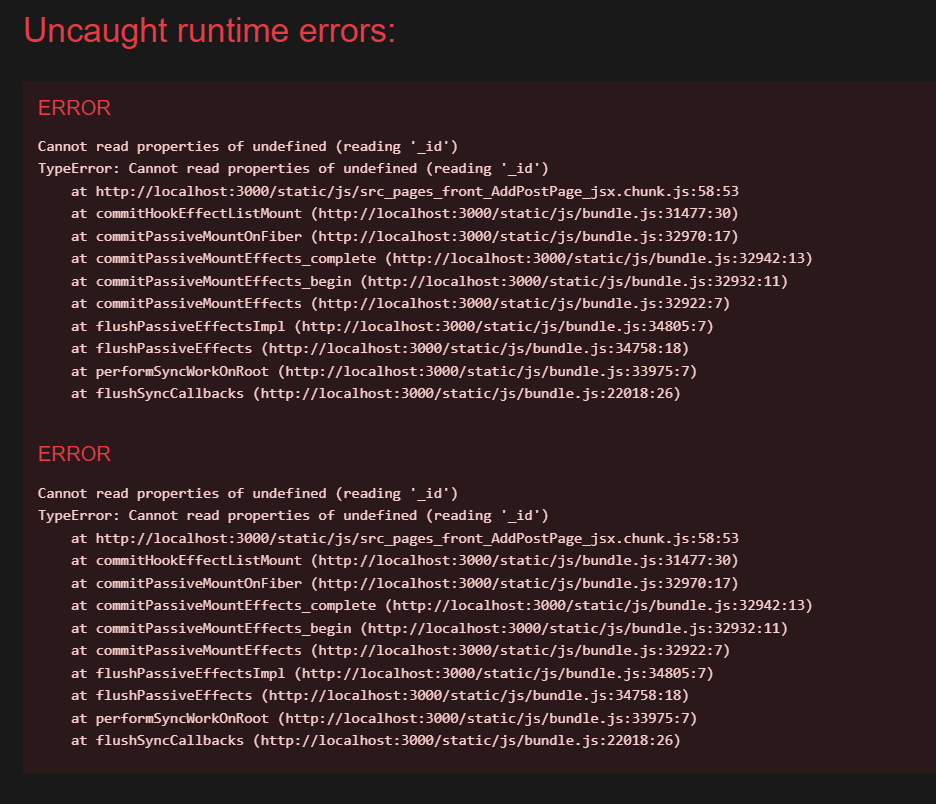 Uncaught runtime errors:
ERROR
Cannot read properties of undefined (reading '_id')
TypeError: Cannot read properties of undefined (reading '_id')
at http://localhost:3000/static/js/src_pages_front_AddPostPage_jsx.chunk.js:58:53
at commitHookEffectListMount (http://localhost:3000/static/js/bundle.js:31477:30)
at commitPassiveMountOnFiber (http://localhost:3000/static/js/bundle.js:32970:17)
at commitPassiveMountEffects_complete (http://localhost:3000/static/js/bundle.js:32942:13)
at commitPassiveMountEffects_begin (http://localhost:3000/static/js/bundle.js:32932:11)
at commitPassiveMountEffects (http://localhost:3000/static/js/bundle.js:32922:7)
at flushPassiveEffectsImpl (http://localhost:3000/static/js/bundle.js:34805:7)
at flushPassiveEffects (http://localhost:3000/static/js/bundle.js:34758:18)
at performSyncWorkOnRoot (http://localhost:3000/static/js/bundle.js:33975:7)
at flushSyncCallbacks (http://localhost:3000/static/js/bundle.js:22018:26)
ERROR
Cannot read properties of undefined (reading '_id')
TypeError: Cannot read properties of undefined (reading '_id')
at http://localhost:3000/static/js/src_pages_front_AddPostPage_jsx.chunk.js:58:53
at commitHookEffectListMount (http://localhost:3000/static/js/bundle.js:31477:30)
at commitPassiveMountOnFiber (http://localhost:3000/static/js/bundle.js:32970:17)
at commitPassiveMountEffects_complete (http://localhost:3000/static/js/bundle.js:32942:13)
at commitPassiveMountEffects_begin (http://localhost:3000/static/js/bundle.js:32932:11)
at commitPassiveMountEffects (http://localhost:3000/static/js/bundle.js:32922:7)
at flushPassiveEffectsImpl (http://localhost:3000/static/js/bundle.js:34805:7)
at flushPassiveEffects (http://localhost:3000/static/js/bundle.js:34758:18)
at performSyncWorkOnRoot (http://localhost:3000/static/js/bundle.js:33975:7)
at flushSyncCallbacks (http://localhost:3000/static/js/bundle.js:22018:26)